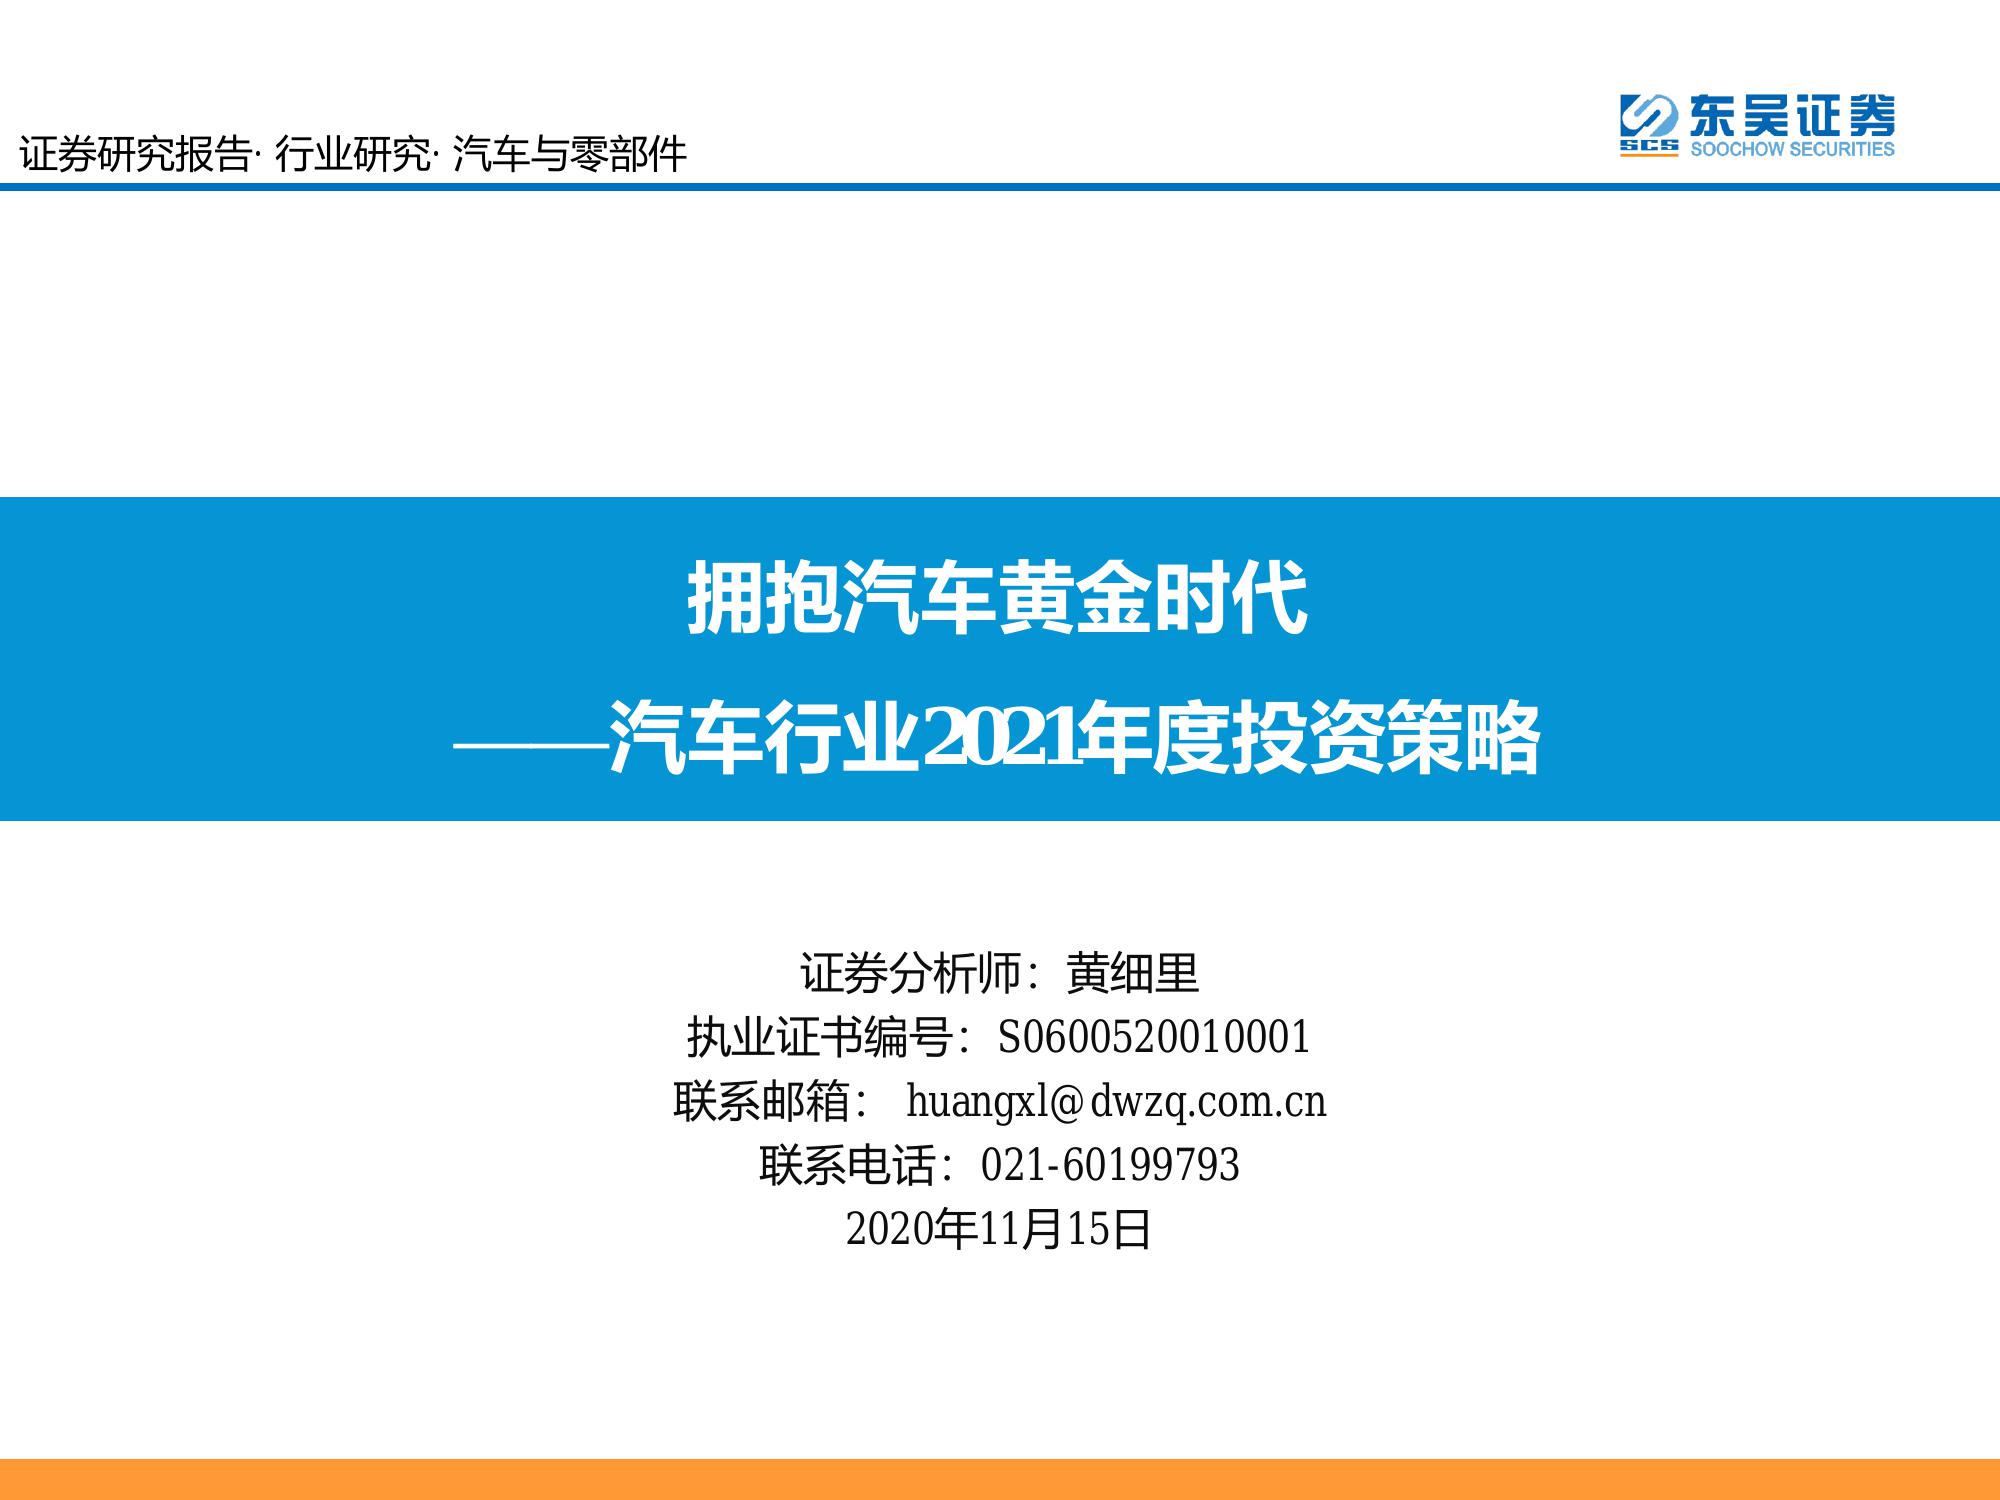 证券研究报告· 行业研究· 汽车与零部件
东吴证券
SCS
SOOCHOW SECURITIES
拥抱汽车黄金时代
——汽车行业2021年度投资策略
证券分析师：黄细里
执业证书编号：S0600520010001
联系邮箱： huangxl@dwzq.com.cn
联系电话：021-60199793
2020年11月15日